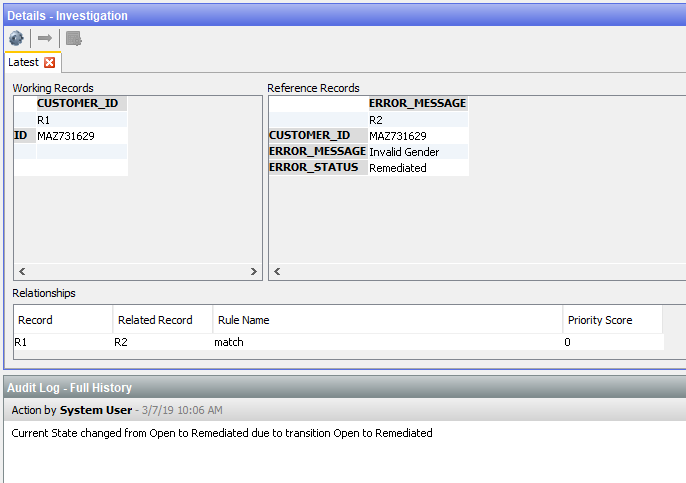 Details - Investigation
Latest
Working Records
Reference Records
CUSTOMER_ID
R1
ID MAZ731629
ERROR_MESSAGE
R2
CUSTOMER_ID MAZ731629
ERROR_MESSAGE Invalid Gender
ERROR_STATUS Remediated
Relationships
Record Related Record Rule Name Priority Score
R1 R2 match 0
Audit Log - Full History
Action by System User - 3/7/19 10:06 AM
Current State changed from Open to Remediated due to transition Open to Remediated